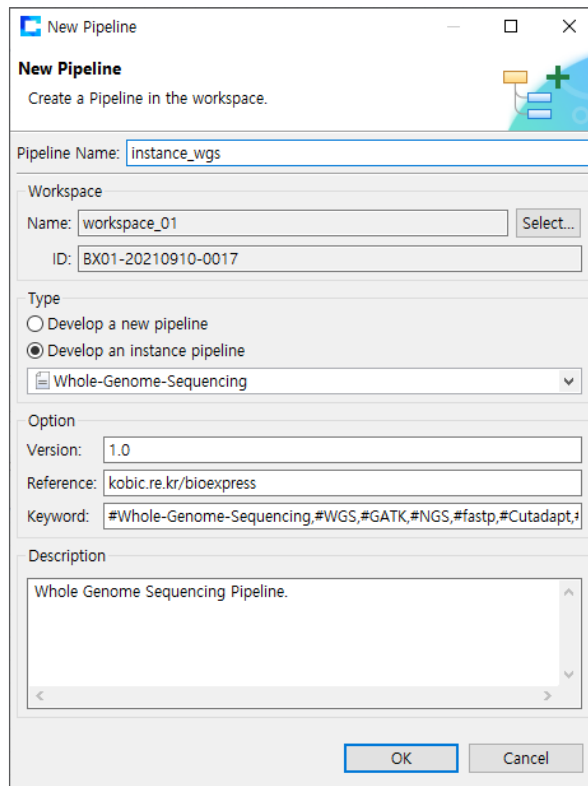 New Pipeline
New Pipeline
Create a Pipeline in the workspace.
Pipeline Name: instance_wgs
Workspace
Name: workspace_01 Select...
ID: BX01-20210910-0017
Type
Develop a new pipeline
Develop an instance pipeline
Whole-Genome-Sequencing
Option
Version: 1.0
Reference: kobic.re.kr/bioexpress
Keyword: #Whole-Genome-Sequencing,#WGS,#GATK,#NGS,#fastp,#Cutadapt,#
Description
Whole Genome Sequencing Pipeline.
OK Cancel